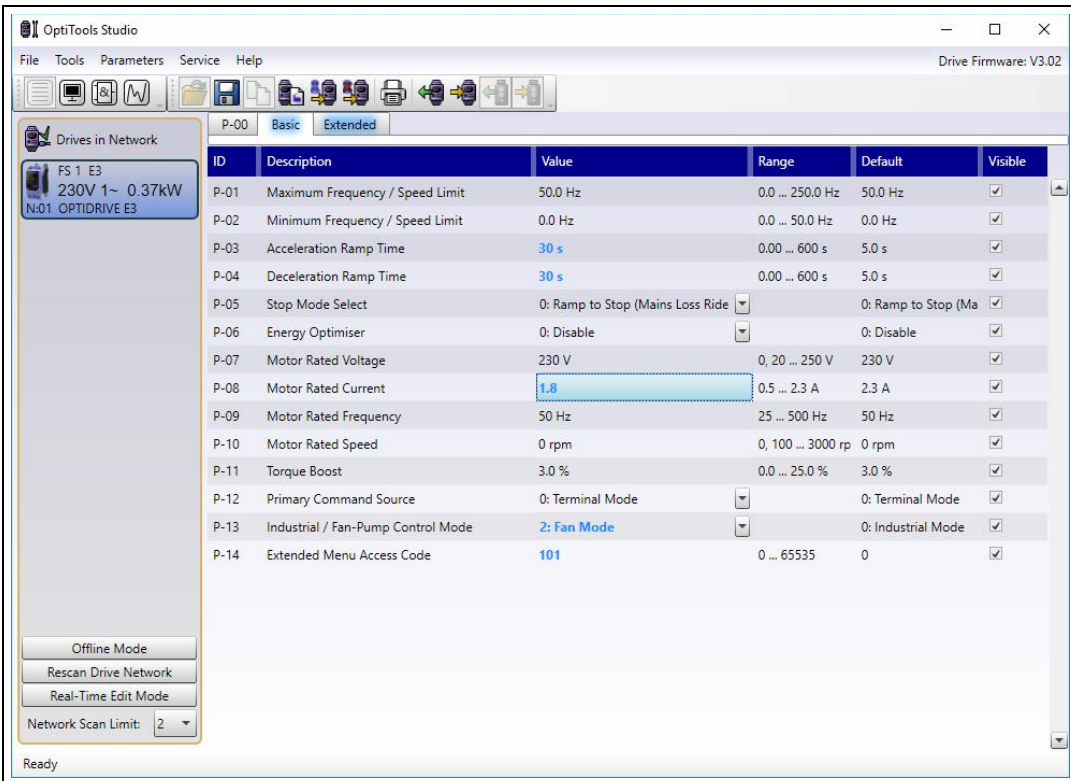 OptiTools Studio
File Tools Parameters Service Help Drive Firmware: V3.02
Drives in Network
FS 1 E3
230V 1~ 0.37kW
N:01 OPTIDRIVE E3
P-00 Basic Extended
ID Description Value Range Default Visible
P-01 Maximum Frequency / Speed Limit 50.0 Hz 0.0 ... 250.0 Hz 50.0 Hz
P-02 Minimum Frequency / Speed Limit 0.0 Hz 0.0 ... 50.0 Hz 0.0 Hz
P-03 Acceleration Ramp Time 30 s 0.00 ... 600 s 5.0 s
P-04 Deceleration Ramp Time 30 s 0.00 ... 600 s 5.0 s
P-05 Stop Mode Select 0: Ramp to Stop (Mains Loss Ride 0: Ramp to Stop (Ma
P-06 Energy Optimiser 0: Disable 0: Disable
P-07 Motor Rated Voltage 230 V 0, 20 ... 250 V 230 V
P-08 Motor Rated Current 1.8 0.5 ... 2.3 A 2.3 A
P-09 Motor Rated Frequency 50 Hz 25 ... 500 Hz 50 Hz
P-10 Motor Rated Speed 0 rpm 0, 100 ... 3000 rp 0 rpm
P-11 Torque Boost 3.0 % 0.0 ... 25.0 % 3.0 %
P-12 Primary Command Source 0: Terminal Mode 0: Terminal Mode
P-13 Industrial / Fan-Pump Control Mode 2: Fan Mode 0: Industrial Mode
P-14 Extended Menu Access Code 101 0 ... 65535 0
Offline Mode
Rescan Drive Network
Real-Time Edit Mode
Network Scan Limit: 2
Ready